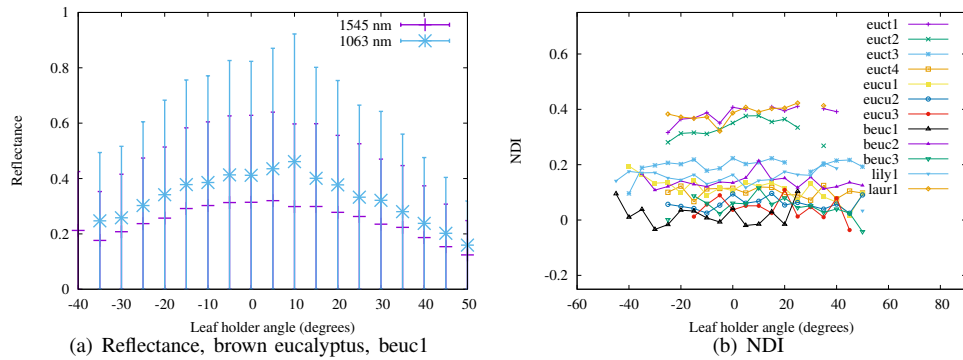 1545 nm
1063 nm
Reflectance
1
0.8
0.6
0.4
0.2
0
-40 -30 -20 -10 0 10 20 30 40 50
Leaf holder angle (degrees)
(a) Reflectance, brown eucalyptus, beuc1
euct1
euct2
euct3
euct4
eucu1
eucu2
eucu3
beuc1
beuc2
beuc3
lily1
laur1
NDI
0.6
0.4
0.2
0
-0.2
-60 -40 -20 0 20 40 60 80
Leaf holder angle (degrees)
(b) NDI